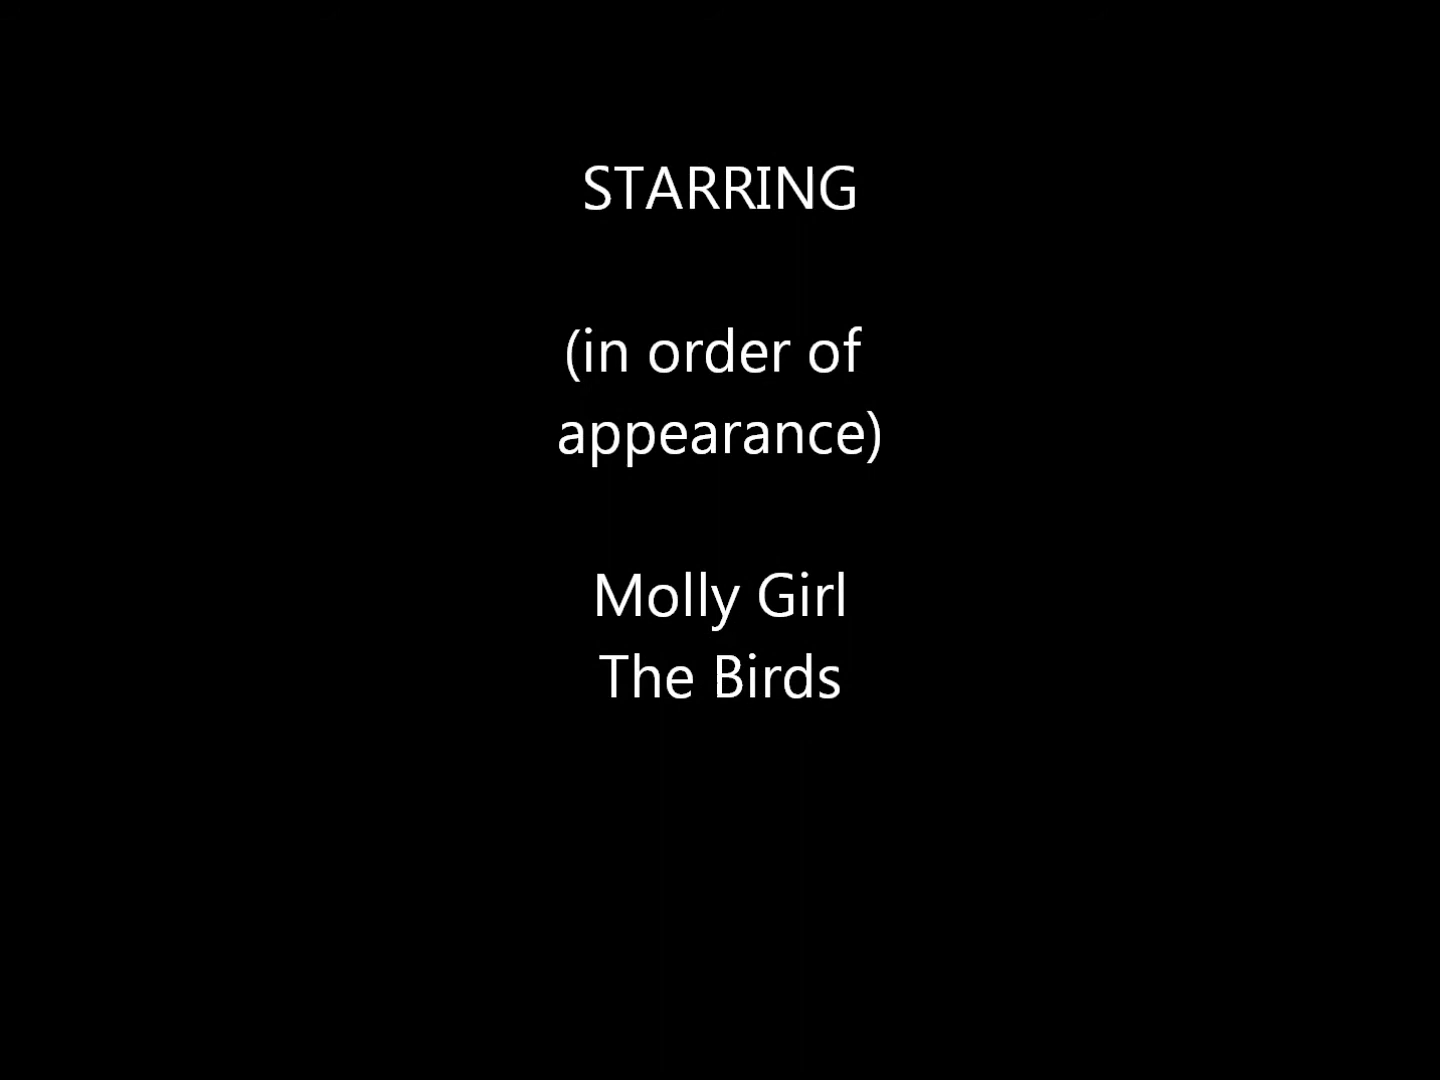 STARRING
(in order of
appearance)
Molly Girl
The Birds